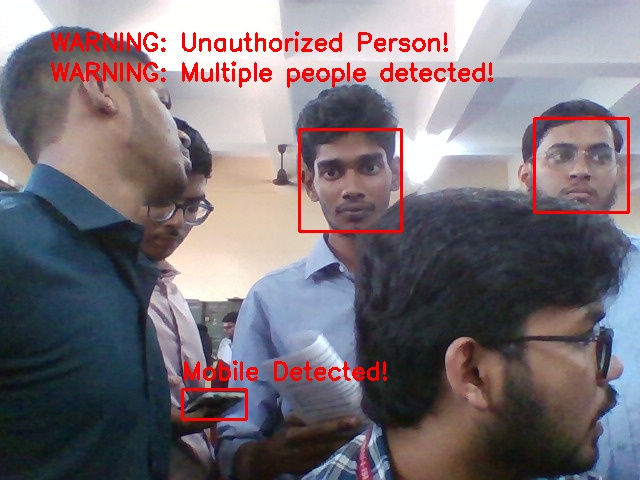 WARNING: Unauthorized Person!
WARNING: Multiple people detected!
Mobile Detected!